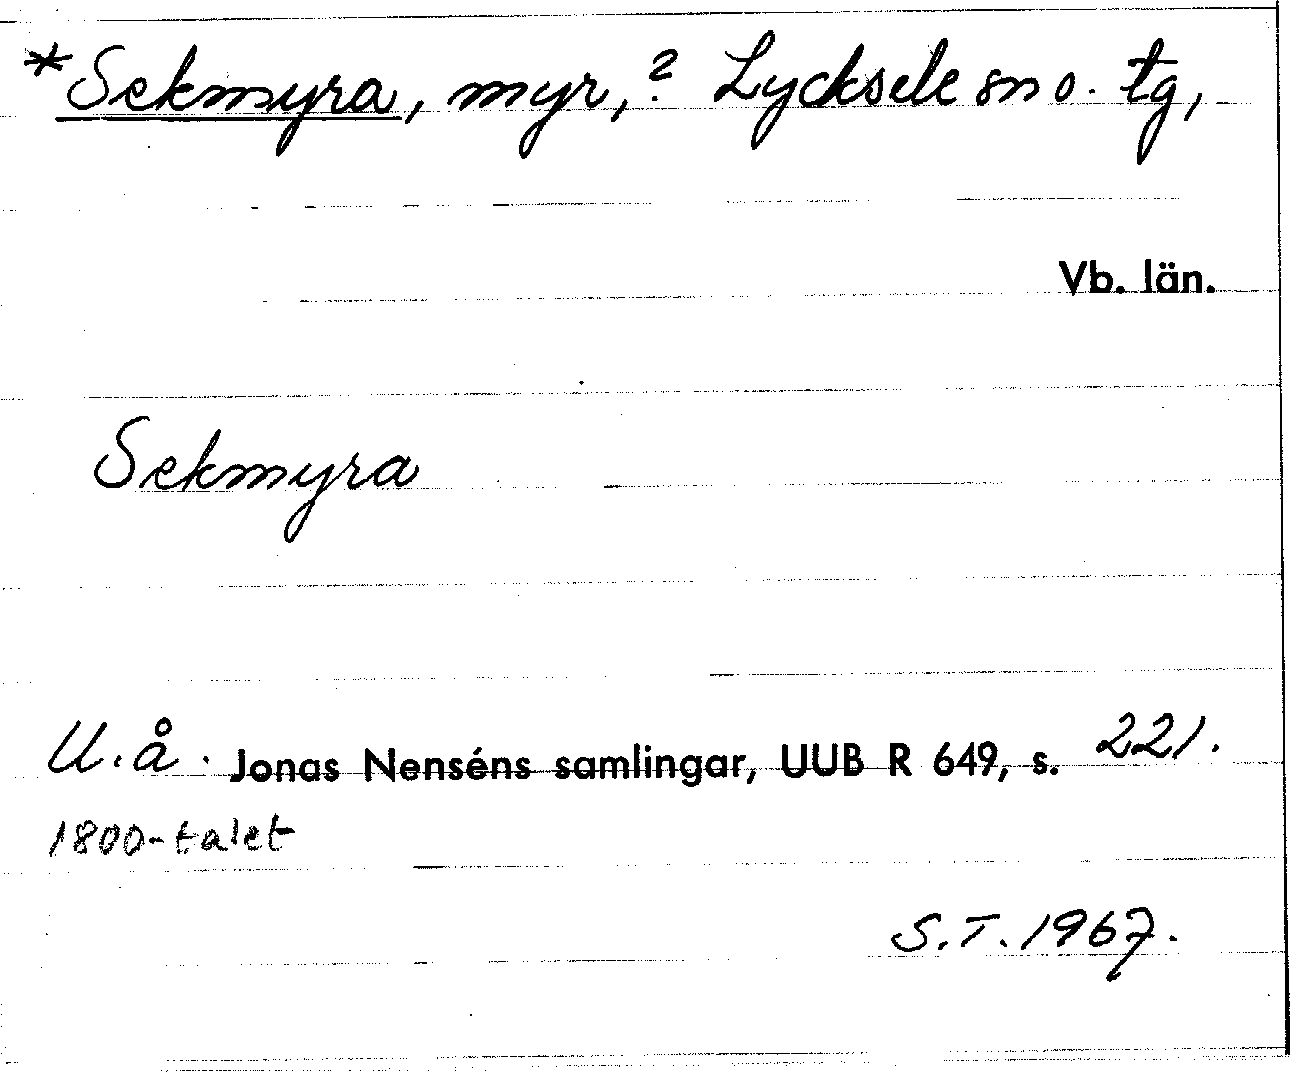 *Sekmyra, myr, ? Lycksele sn o. tg,
Vb. län.
Sekmyra
U.å. Jonas Nenséns samlingar, UUB R 649, s. 221.
1800-talet
S.T. 1967.